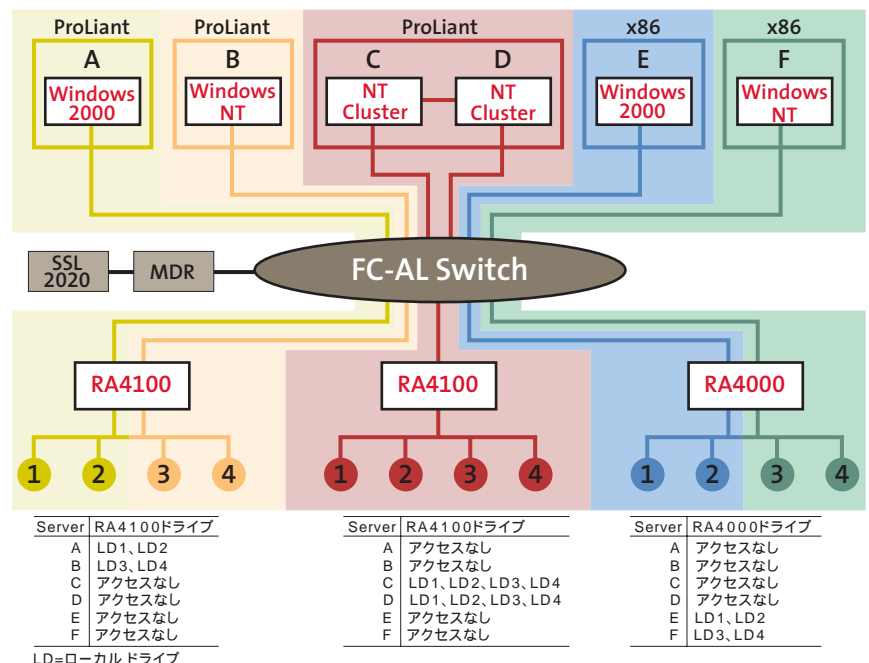 ProLiant ProLiant ProLiant x86 x86
A B C D E F
Windows 2000
Windows NT
NT Cluster
NT Cluster
Windows 2000
Windows NT
SSL 2020
MDR
FC-AL Switch
RA4100
RA4100
RA4000
1 2 3 4
1 2 3 4
1 2 3 4
Server RA4100ドライブ
A LD1、LD2
B LD3、LD4
C アクセスなし
D アクセスなし
E アクセスなし
F アクセスなし
LD=ローカルドライブ
Server RA4100ドライブ
A アクセスなし
B アクセスなし
C LD1、LD2、LD3、LD4
D LD1、LD2、LD3、LD4
E アクセスなし
F アクセスなし
Server RA4000ドライブ
A アクセスなし
B アクセスなし
C アクセスなし
D アクセスなし
E LD1、LD2
F LD3、LD4